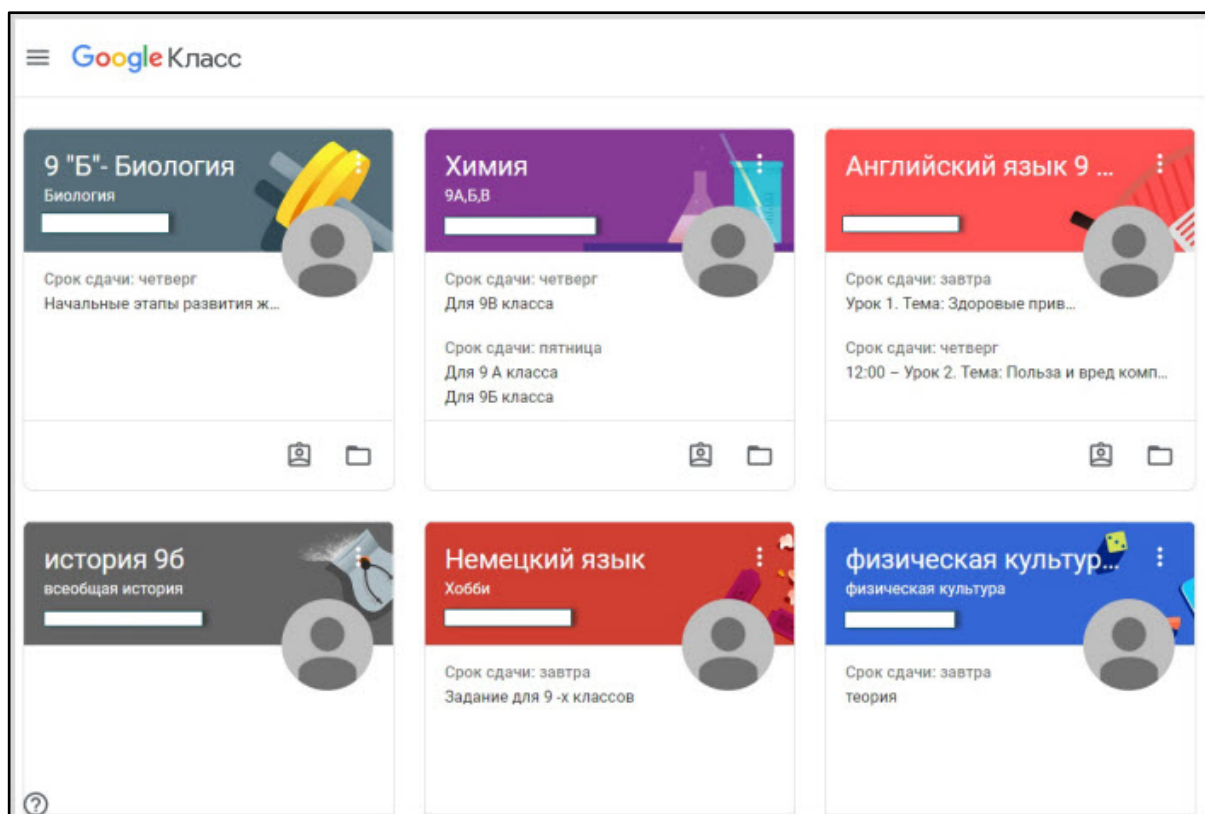 Google Класс
9 "Б"- Биология
Биология
Срок сдачи: четверг
Начальные этапы развития ж...
Химия
9А,Б,В
Срок сдачи: четверг
Для 9В класса
Срок сдачи: пятница
Для 9 А класса
Для 9Б класса
Английский язык 9 ...
Срок сдачи: завтра
Урок 1. Тема: Здоровые прив...
Срок сдачи: четверг
12:00 – Урок 2. Тема: Польза и вред комп...
история 9б
всеобщая история
Немецкий язык
Хобби
Срок сдачи: завтра
Задание для 9 -х классов
физическая культур...
физическая культура
Срок сдачи: завтра
теория